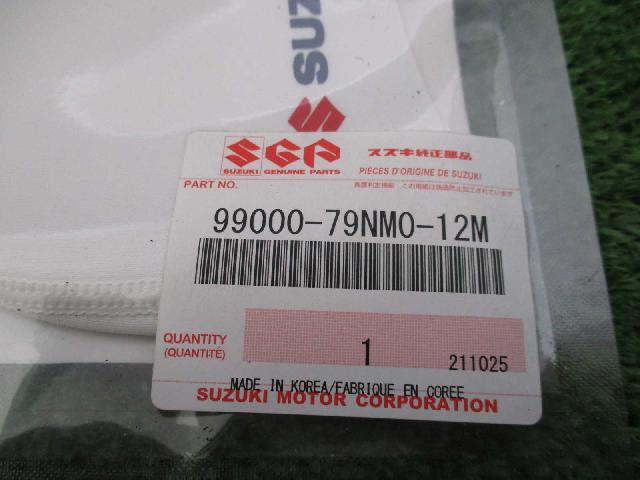 SUZU
SGP スズキ純正部品
SUZUKI GENUINE PARTS
PIÈCES D'ORIGINE DE SUZUKI
PART NO.
99000-79NM0-12M
QUANTITY
(QUANTITÉ)
1
211025
MADE IN KOREA/FABRIQUE EN COREE
SUZUKI MOTOR CORPORATION